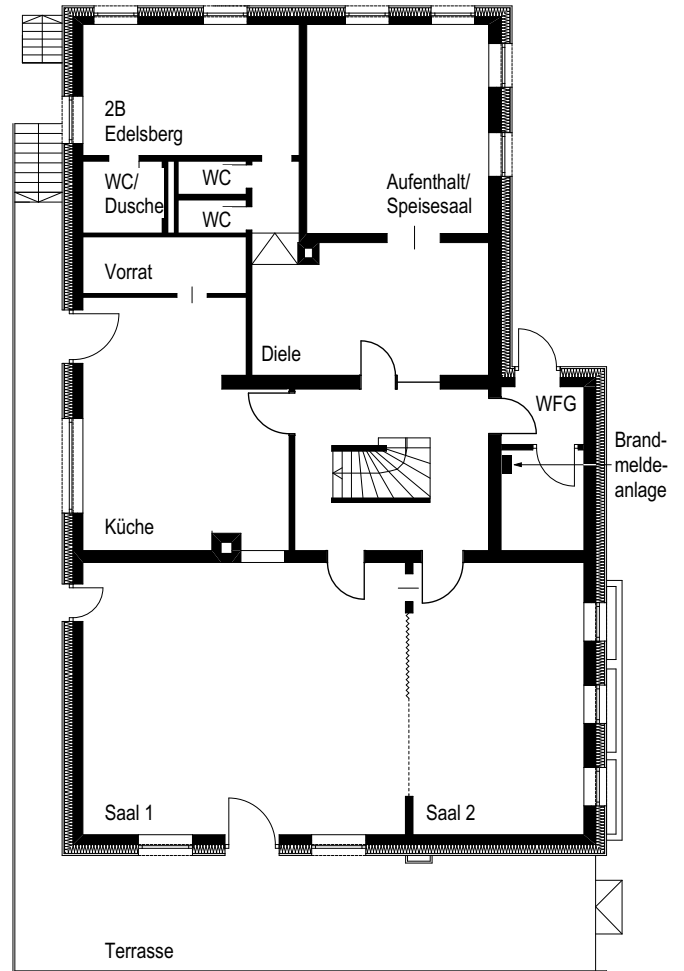 2B
Edelsberg
WC/
Dusche
WC
WC
Aufenthalt/
Speisesaal
Vorrat
Diele
WFG
Brand-
melde-
anlage
Küche
Saal 1
Saal 2
Terrasse